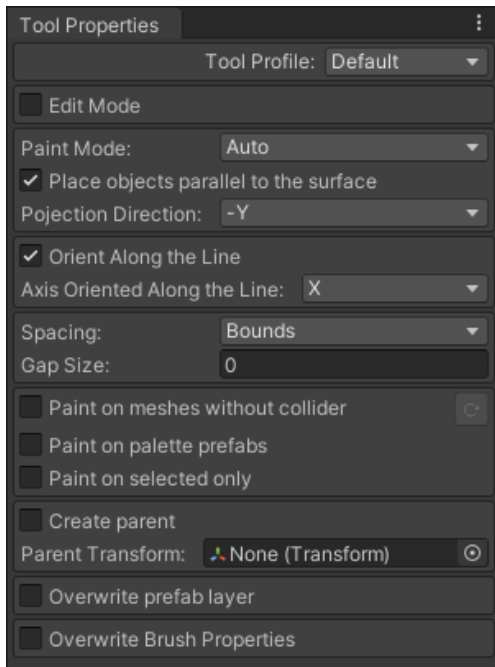 Tool Properties
Tool Profile: Default
Edit Mode
Paint Mode: Auto
Place objects parallel to the surface
Pojection Direction: -Y
Orient Along the Line
Axis Oriented Along the Line: X
Spacing: Bounds
Gap Size: 0
Paint on meshes without collider
Paint on palette prefabs
Paint on selected only
Create parent
Parent Transform: None (Transform)
Overwrite prefab layer
Overwrite Brush Properties